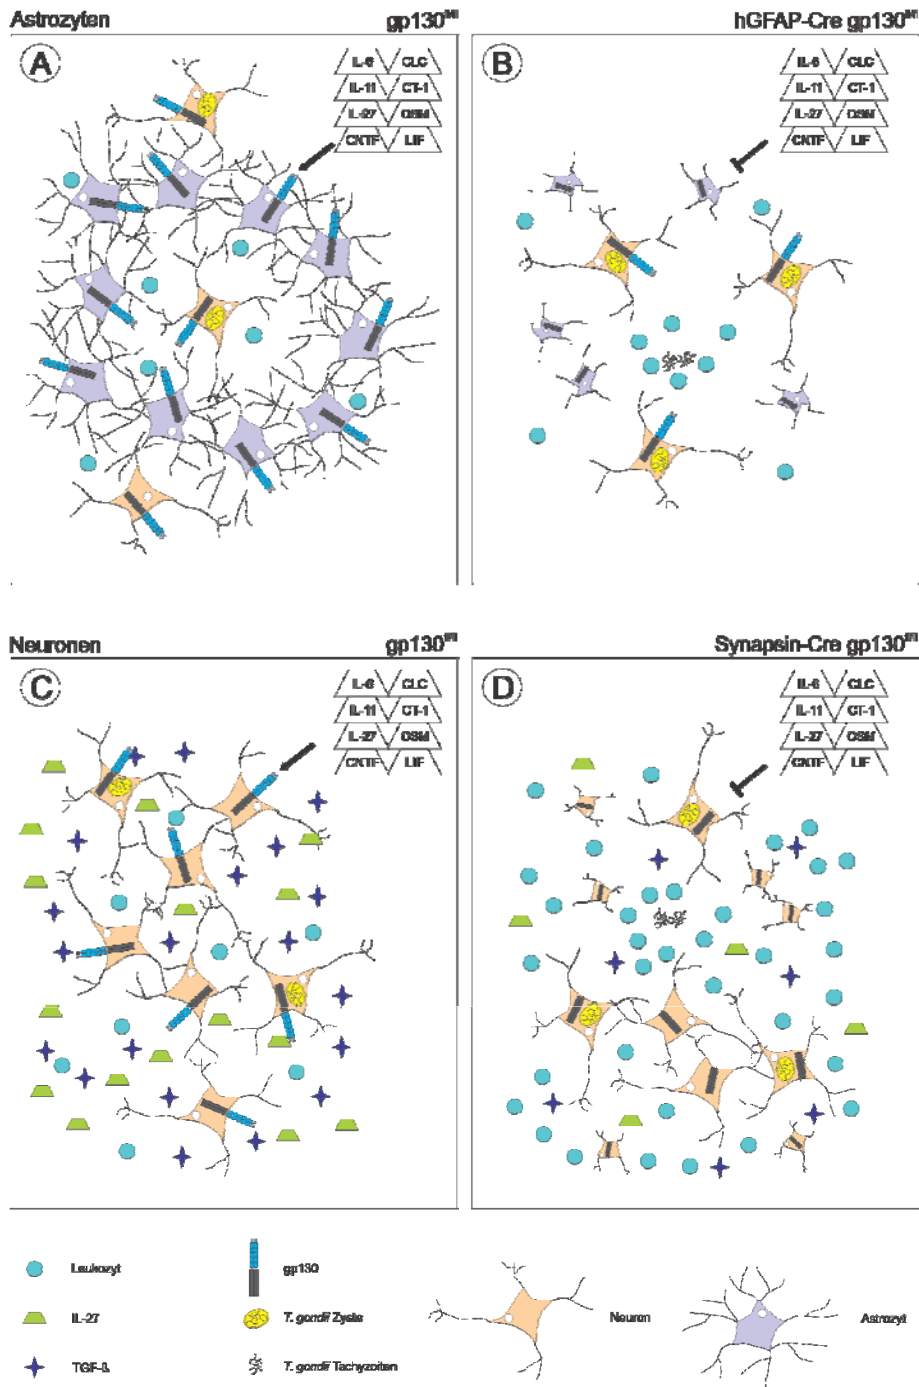 Astrozyten gp130fl/fl
hGFAP-Cre gp130fl/fl
A
IL-6 CLC
IL-11 CT-1
IL-27 OSM
CNTF LIF
B
IL-6 CLC
IL-11 CT-1
IL-27 OSM
CNTF LIF
Neuronen gp130fl/fl
Synapsin-Cre gp130fl/fl
C
IL-6 CLC
IL-11 CT-1
IL-27 OSM
CNTF LIF
D
IL-6 CLC
IL-11 CT-1
IL-27 OSM
CNTF LIF
Leukozyt
gp130
IL-27
T. gondii Zyste
Neuron
Astrozyt
TGF-ß
T. gondii Tachyzoiten